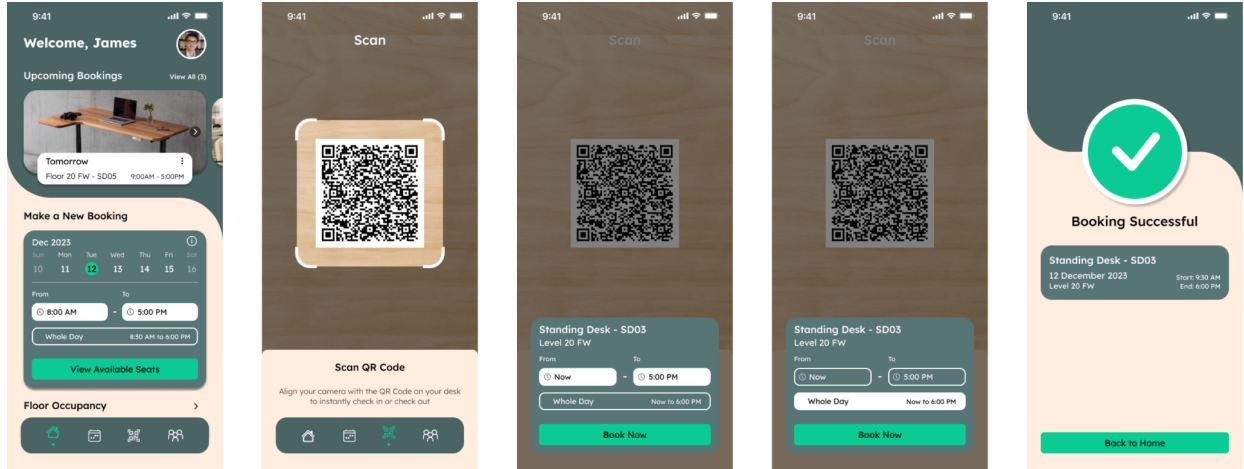 9:41
Welcome, James
Upcoming Bookings View All (3)
Tomorrow
Floor 20 FW - SD05 9:00AM - 5:00PM
Make a New Booking
Dec 2023
Sun Mon Tue Wed Thu Fri Sat
10 11 12 13 14 15 16
From To
8:00 AM - 5:00 PM
Whole Day 8:30 AM to 6:00 PM
View Available Seats
Floor Occupancy
9:41
Scan
Scan QR Code
Align your camera with the QR Code on your desk
to instantly check in or check out
9:41
Scan
Standing Desk - SD03
Level 20 FW
From To
Now - 5:00 PM
Whole Day Now to 6:00 PM
Book Now
9:41
Scan
Standing Desk - SD03
Level 20 FW
From To
Now - 5:00 PM
Whole Day Now to 6:00 PM
Book Now
9:41
Booking Successful
Standing Desk - SD03
12 December 2023 Start: 9:30 AM
Level 20 FW End: 6:00 PM
Back to Home